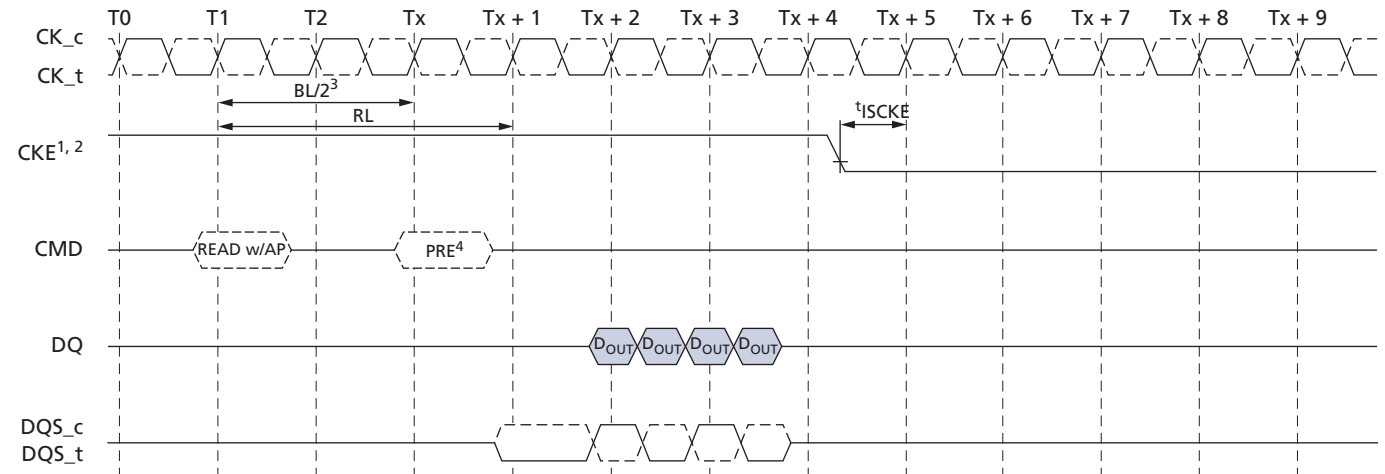 T0 T1 T2 Tx Tx + 1 Tx + 2 Tx + 3 Tx + 4 Tx + 5 Tx + 6 Tx + 7 Tx + 8 Tx + 9
CK_c
CK_t
BL/2³
RL
tISCKE
CKE1, 2
CMD
READ w/AP
PRE⁴
DQ
DOUT DOUT DOUT DOUT
DQS_c
DQS_t